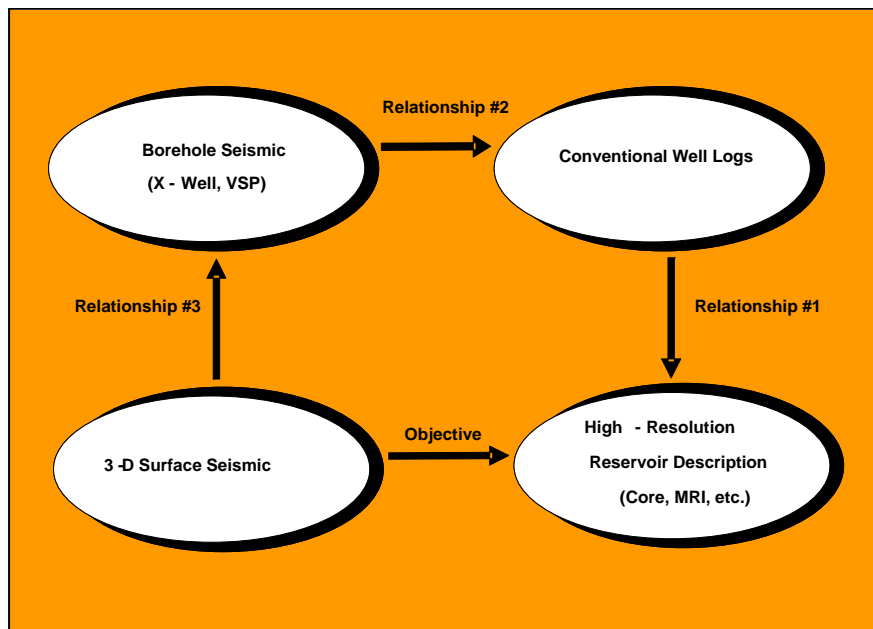 Relationship #2
Borehole Seismic
(X - Well, VSP)
Conventional Well Logs
Relationship #3
Relationship #1
3 -D Surface Seismic
Objective
High - Resolution
Reservoir Description
(Core, MRI, etc.)